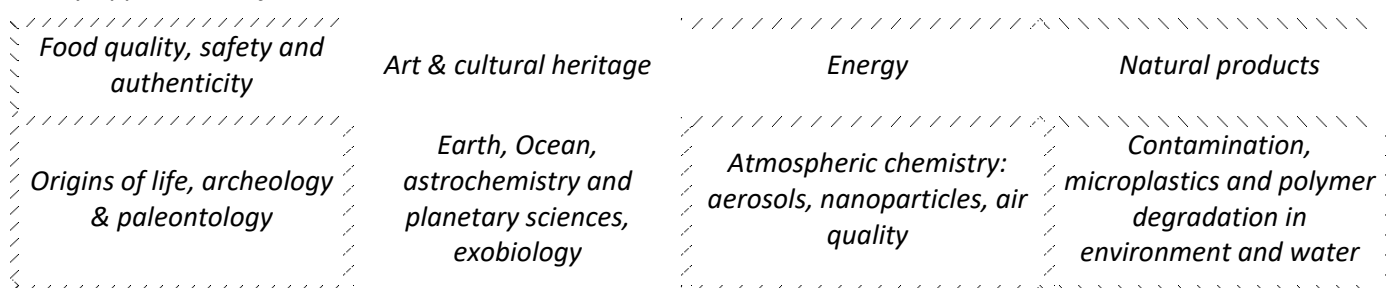 Food quality, safety and
authenticity
Art & cultural heritage
Energy
Natural products
Origins of life, archeology
& paleontology
Earth, Ocean,
astrochemistry and
planetary sciences,
exobiology
Atmospheric chemistry:
aerosols, nanoparticles, air
quality
Contamination,
microplastics and polymer
degradation in
environment and water